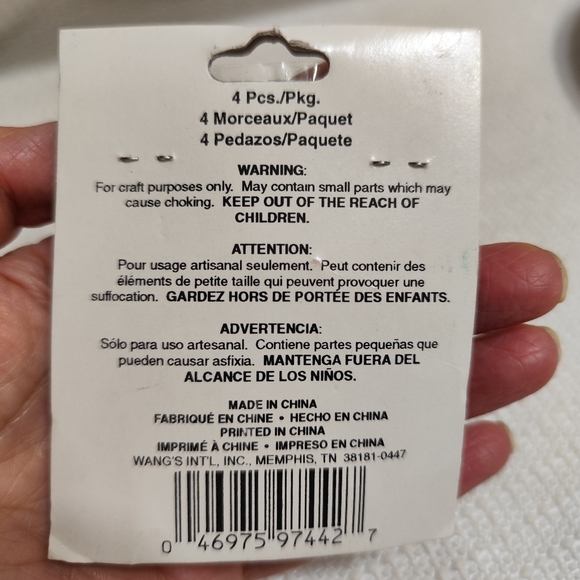 4 Pcs./Pkg.
4 Morceaux/Paquet
4 Pedazos/Paquete
WARNING:
For craft purposes only. May contain small parts which may
cause choking. KEEP OUT OF THE REACH OF
CHILDREN.
ATTENTION:
Pour usage artisanal seulement. Peut contenir des
éléments de petite taille qui peuvent provoquer une
suffocation. GARDEZ HORS DE PORTÉE DES ENFANTS.
ADVERTENCIA:
Sólo para uso artesanal. Contiene partes pequeñas que
pueden causar asfixia. MANTENGA FUERA DEL
ALCANCE DE LOS NIÑOS.
MADE IN CHINA
FABRIQUÉ EN CHINE • HECHO EN CHINA
PRINTED IN CHINA
IMPRIMÉ À CHINE • IMPRESO EN CHINA
WANG'S INT'L, INC., MEMPHIS, TN 38181-0447
0 46975 97442 7